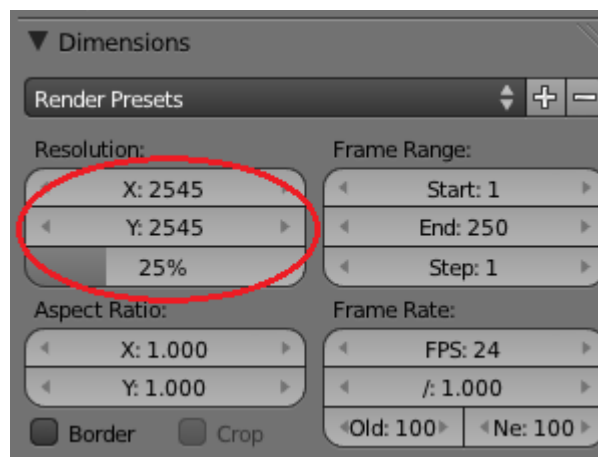 Dimensions
Render Presets
Resolution:
X: 2545
Y: 2545
25%
Aspect Ratio:
X: 1.000
Y: 1.000
Border
Crop
Frame Range:
Start: 1
End: 250
Step: 1
Frame Rate:
FPS: 24
/: 1.000
Old: 100
Ne: 100